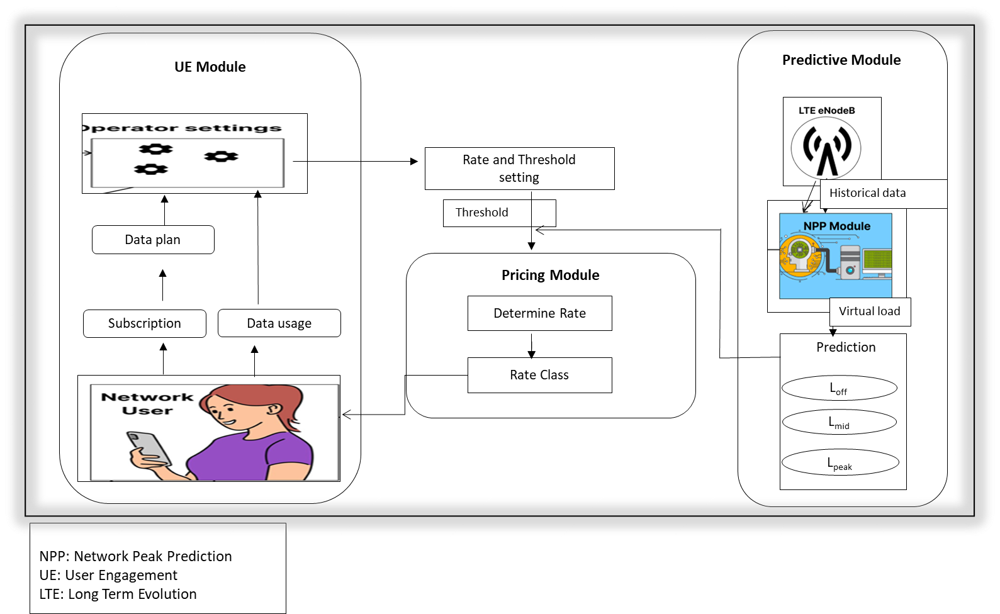 UE Module
Operator settings
Data plan
Subscription
Data usage
Network
User
Rate and Threshold
setting
Threshold
Pricing Module
Determine Rate
Rate Class
Predictive Module
LTE eNodeB
Historical data
NPP Module
Virtual load
Prediction
Loff
Lmid
Lpeak
NPP: Network Peak Prediction
UE: User Engagement
LTE: Long Term Evolution